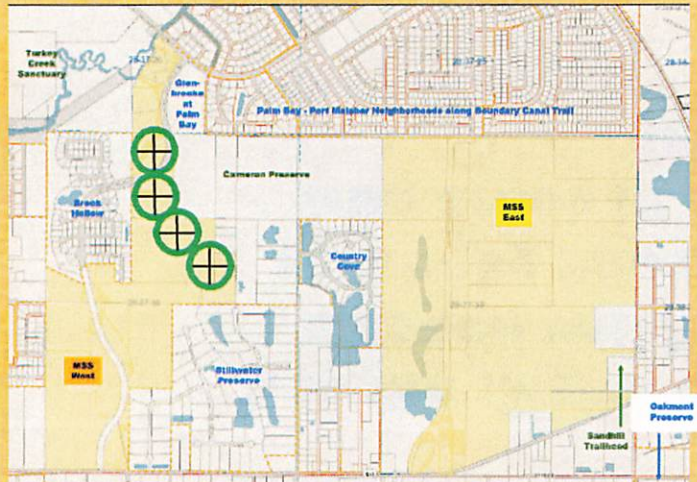 Turkey
Creek
Sanctuary
Glen-
brooke
at
Palm
Bay
Palm Bay - Port Malabar Neighborhoods along Boundary Canal Trail
Cameron Preserve
Brook
Hollow
MSS
East
Country
Cove
MSS
West
Stillwater
Preserve
Sandhill
Trailhead
Oakmont
Preserve